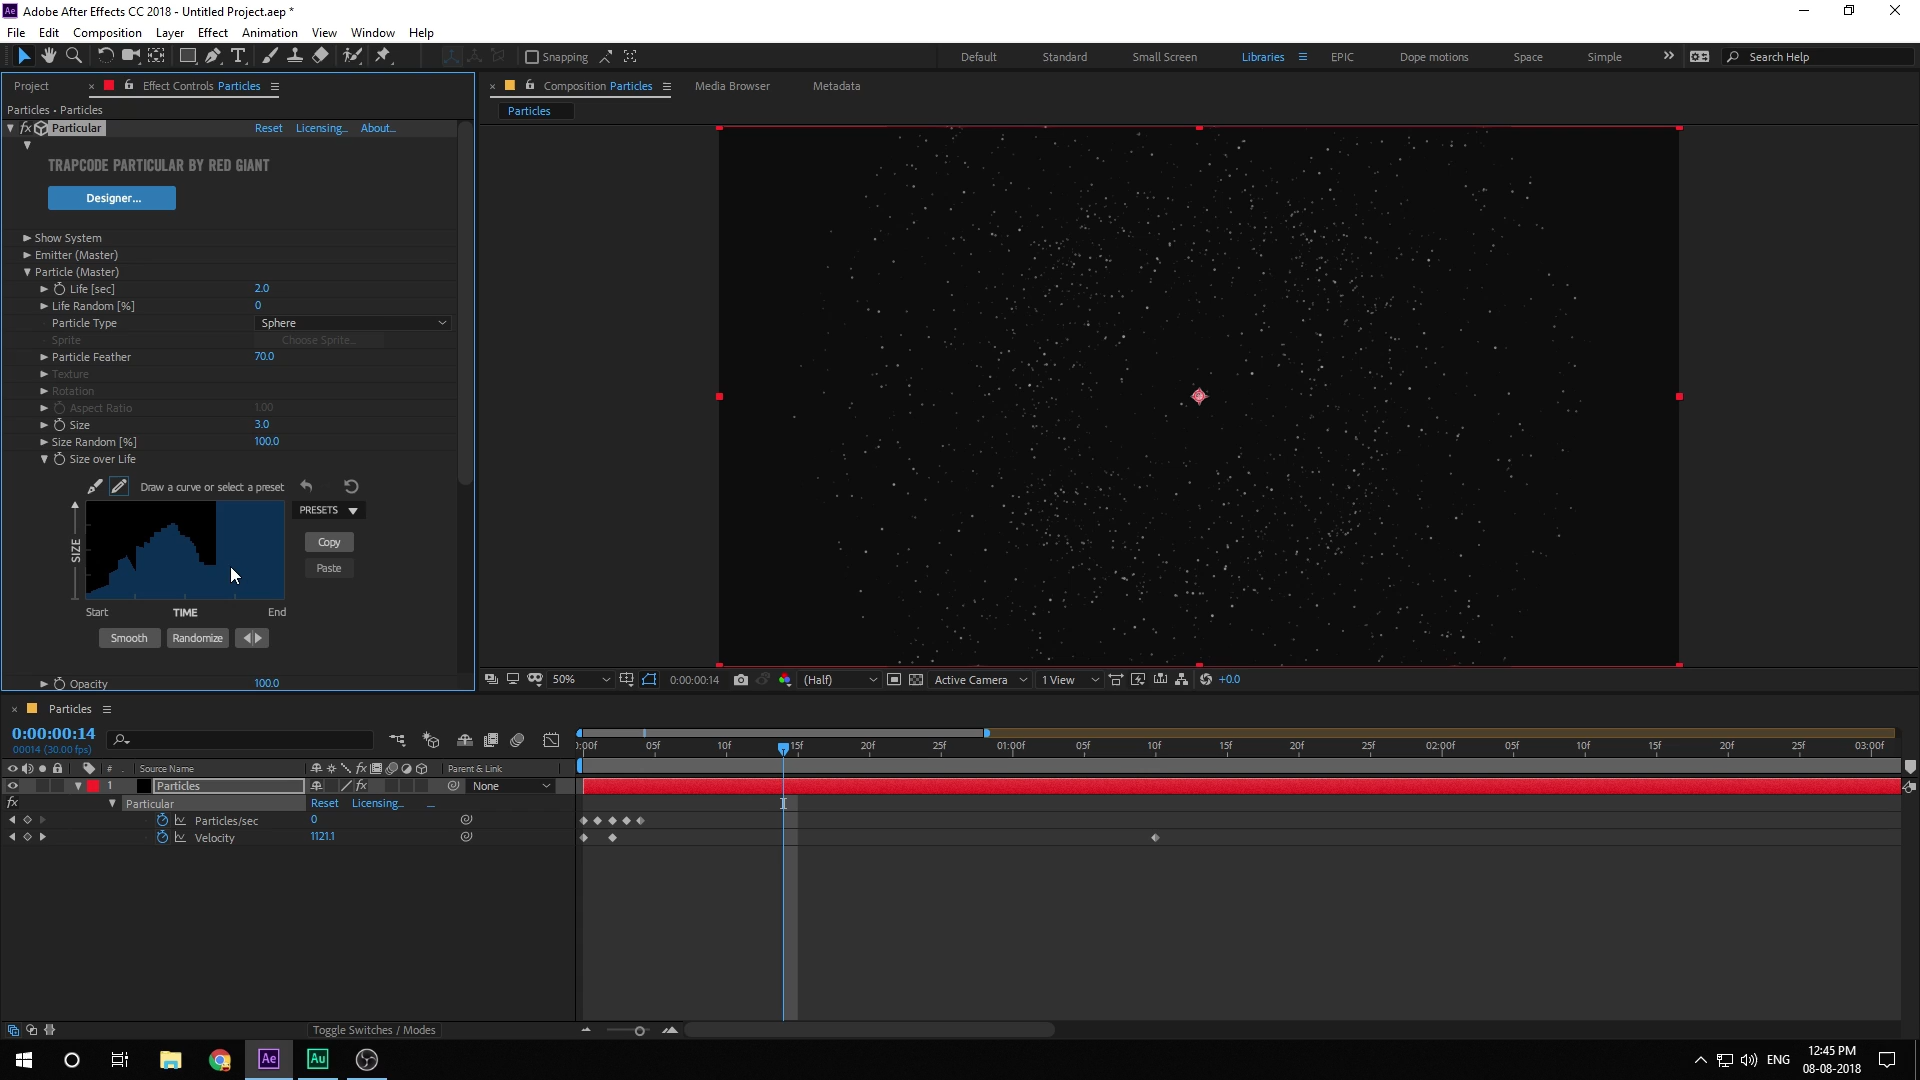 Adobe After Effects CC 2018 - Untitled Project.aep *
File Edit Composition Layer Effect Animation View Window Help
Snapping Default Standard Small Screen Libraries EPIC Dope motions Space Simple Search Help
Project Effect Controls Particles Composition Particles Media Browser Metadata
Particles • Particles
Particles
fx Particular Reset Licensing... About...
TRAPCODE PARTICULAR BY RED GIANT
Designer...
Show System
Emitter (Master)
Particle (Master)
Life [sec] 2.0
Life Random [%] 0
Particle Type Sphere
Sprite Choose Sprite...
Particle Feather 70.0
Texture
Rotation
Aspect Ratio 1.00
Size 3.0
Size Random [%] 100.0
Size over Life
Draw a curve or select a preset
PRESETS
Copy
SIZE
Paste
Start TIME End
Smooth Randomize
Opacity 100.0
50% 0:00:00:14 (Half) Active Camera 1 View +0.0
Particles
0:00:00:14
00014 (30.00 fps)
):00f 05f 10f 15f 20f 25f 01:00f 05f 10f 15f 20f 25f 02:00f 05f 10f 15f 20f 25f 03:00f
# . Source Name fx Parent & Link
1 Particles fx None
fx Particular Reset Licensing... ...
Particles/sec 0
Velocity 1121.1
Toggle Switches / Modes
Ae Au ENG 12:45 PM
08-08-2018